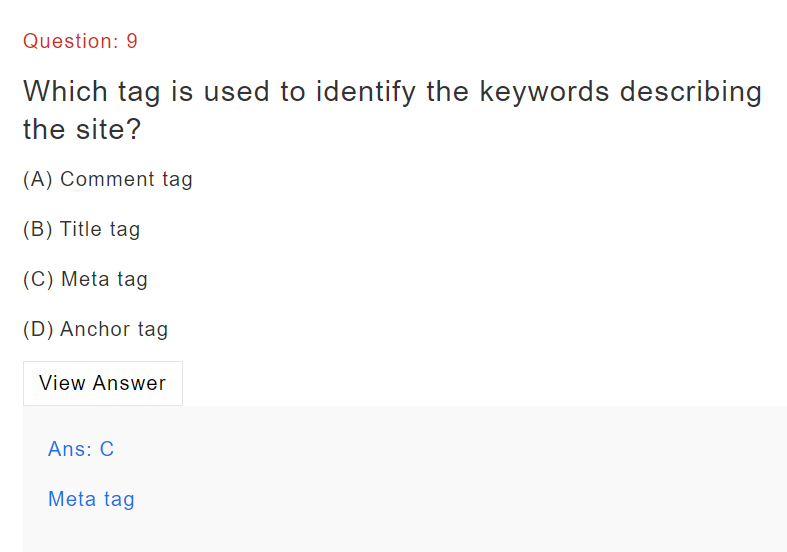 Question: 9
Which tag is used to identify the keywords describing
the site?
(A) Comment tag
(B) Title tag
(C) Meta tag
(D) Anchor tag
View Answer
Ans: C
Meta tag